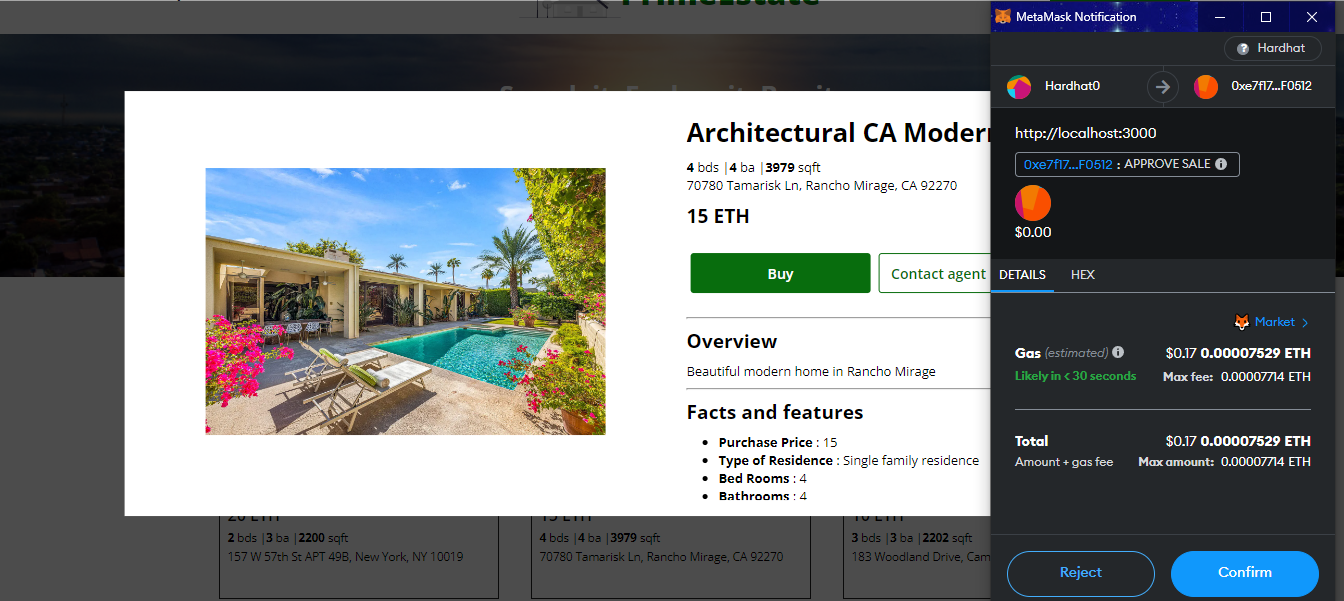 PrimeEstate
MetaMask Notification
Hardhat
Hardhat0
0xe7f17...F0512
http://localhost:3000
0xe7f17...F0512 : APPROVE SALE
$0.00
DETAILS
HEX
Market >
Gas (estimated)
$0.17 0.00007529 ETH
Likely in < 30 seconds
Max fee: 0.00007714 ETH
Total
$0.17 0.00007529 ETH
Amount + gas fee
Max amount: 0.00007714 ETH
Reject
Confirm
Architectural CA Modern
4 bds |4 ba |3979 sqft
70780 Tamarisk Ln, Rancho Mirage, CA 92270
15 ETH
Buy
Contact agent
Overview
Beautiful modern home in Rancho Mirage
Facts and features
Purchase Price : 15
Type of Residence : Single family residence
Bed Rooms : 4
Bathrooms : 4
20 ETH
2 bds |3 ba |2200 sqft
157 W 57th St APT 49B, New York, NY 10019
15 ETH
4 bds |4 ba |3979 sqft
70780 Tamarisk Ln, Rancho Mirage, CA 92270
10 ETH
3 bds |3 ba |2202 sqft
183 Woodland Drive, Cam